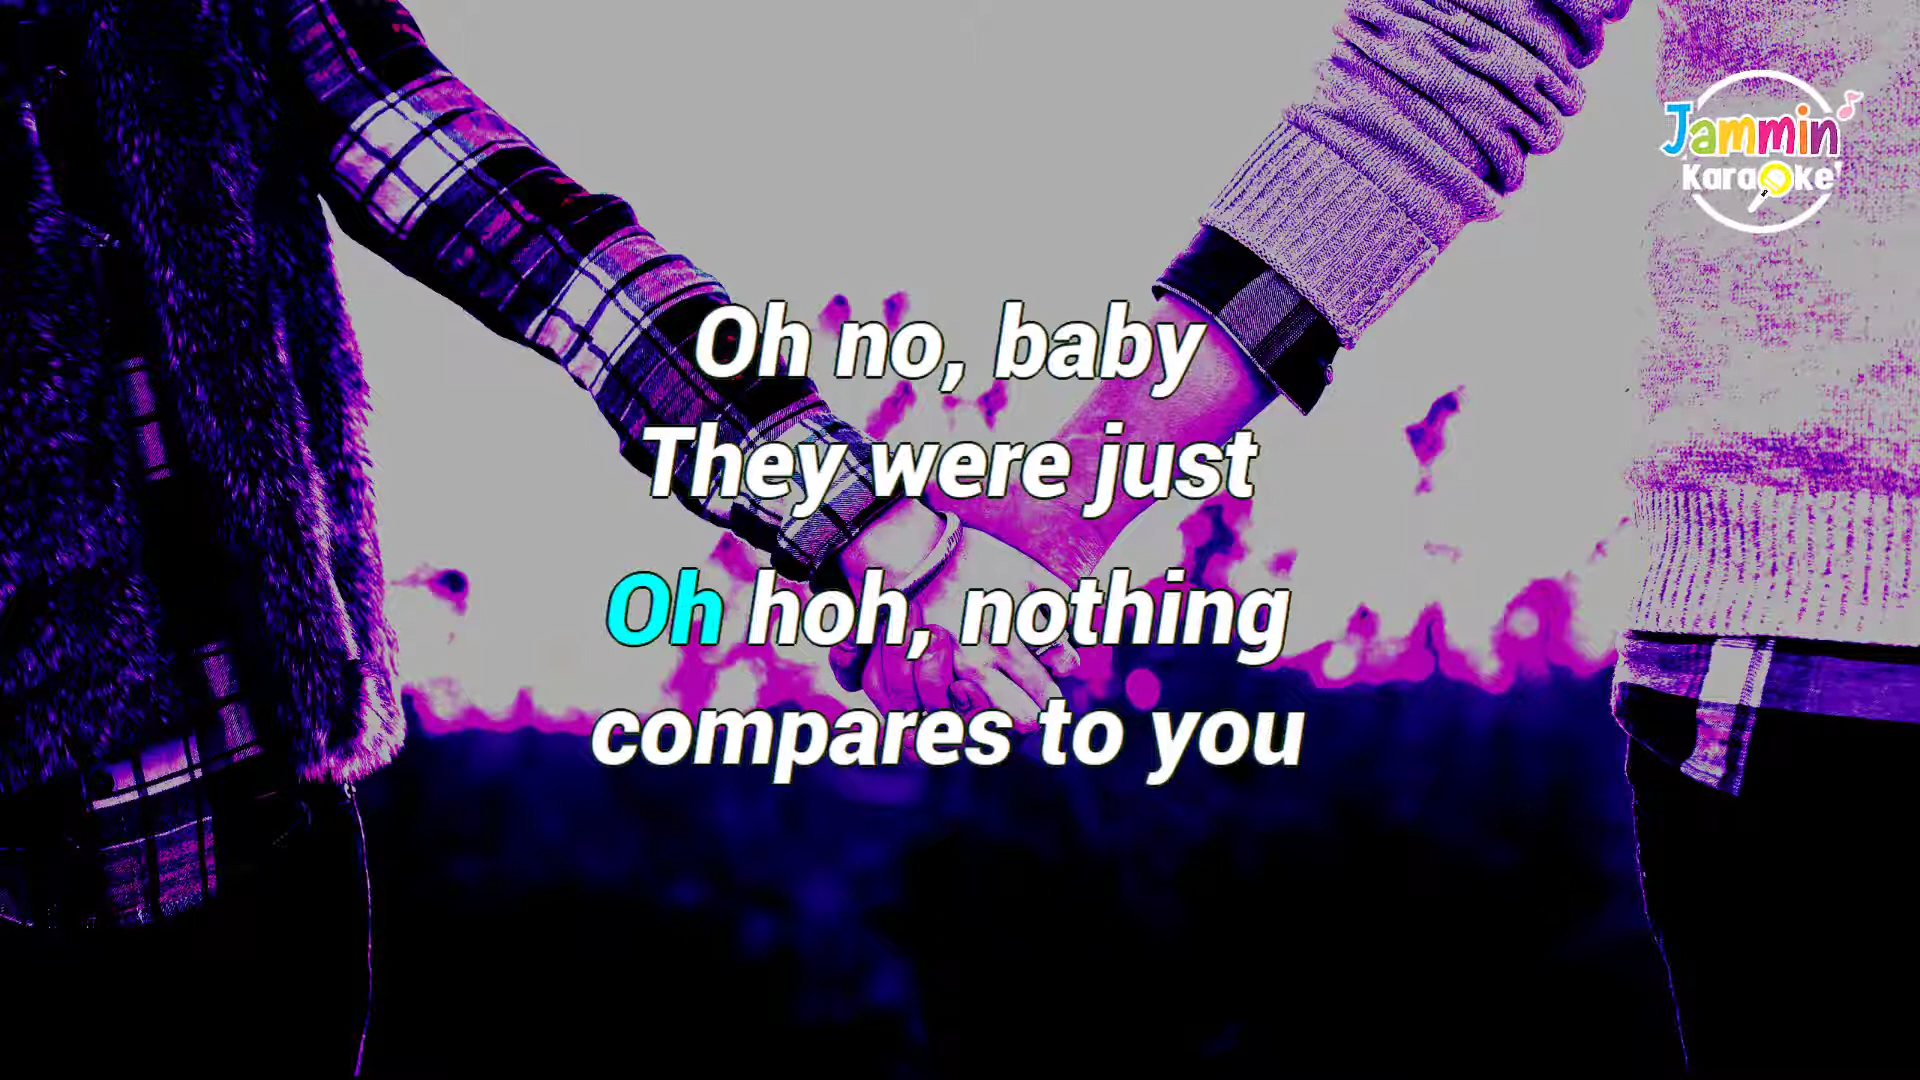 Jammin
Karaoke
Oh no, baby
They were just
Oh hoh, nothing
compares to you